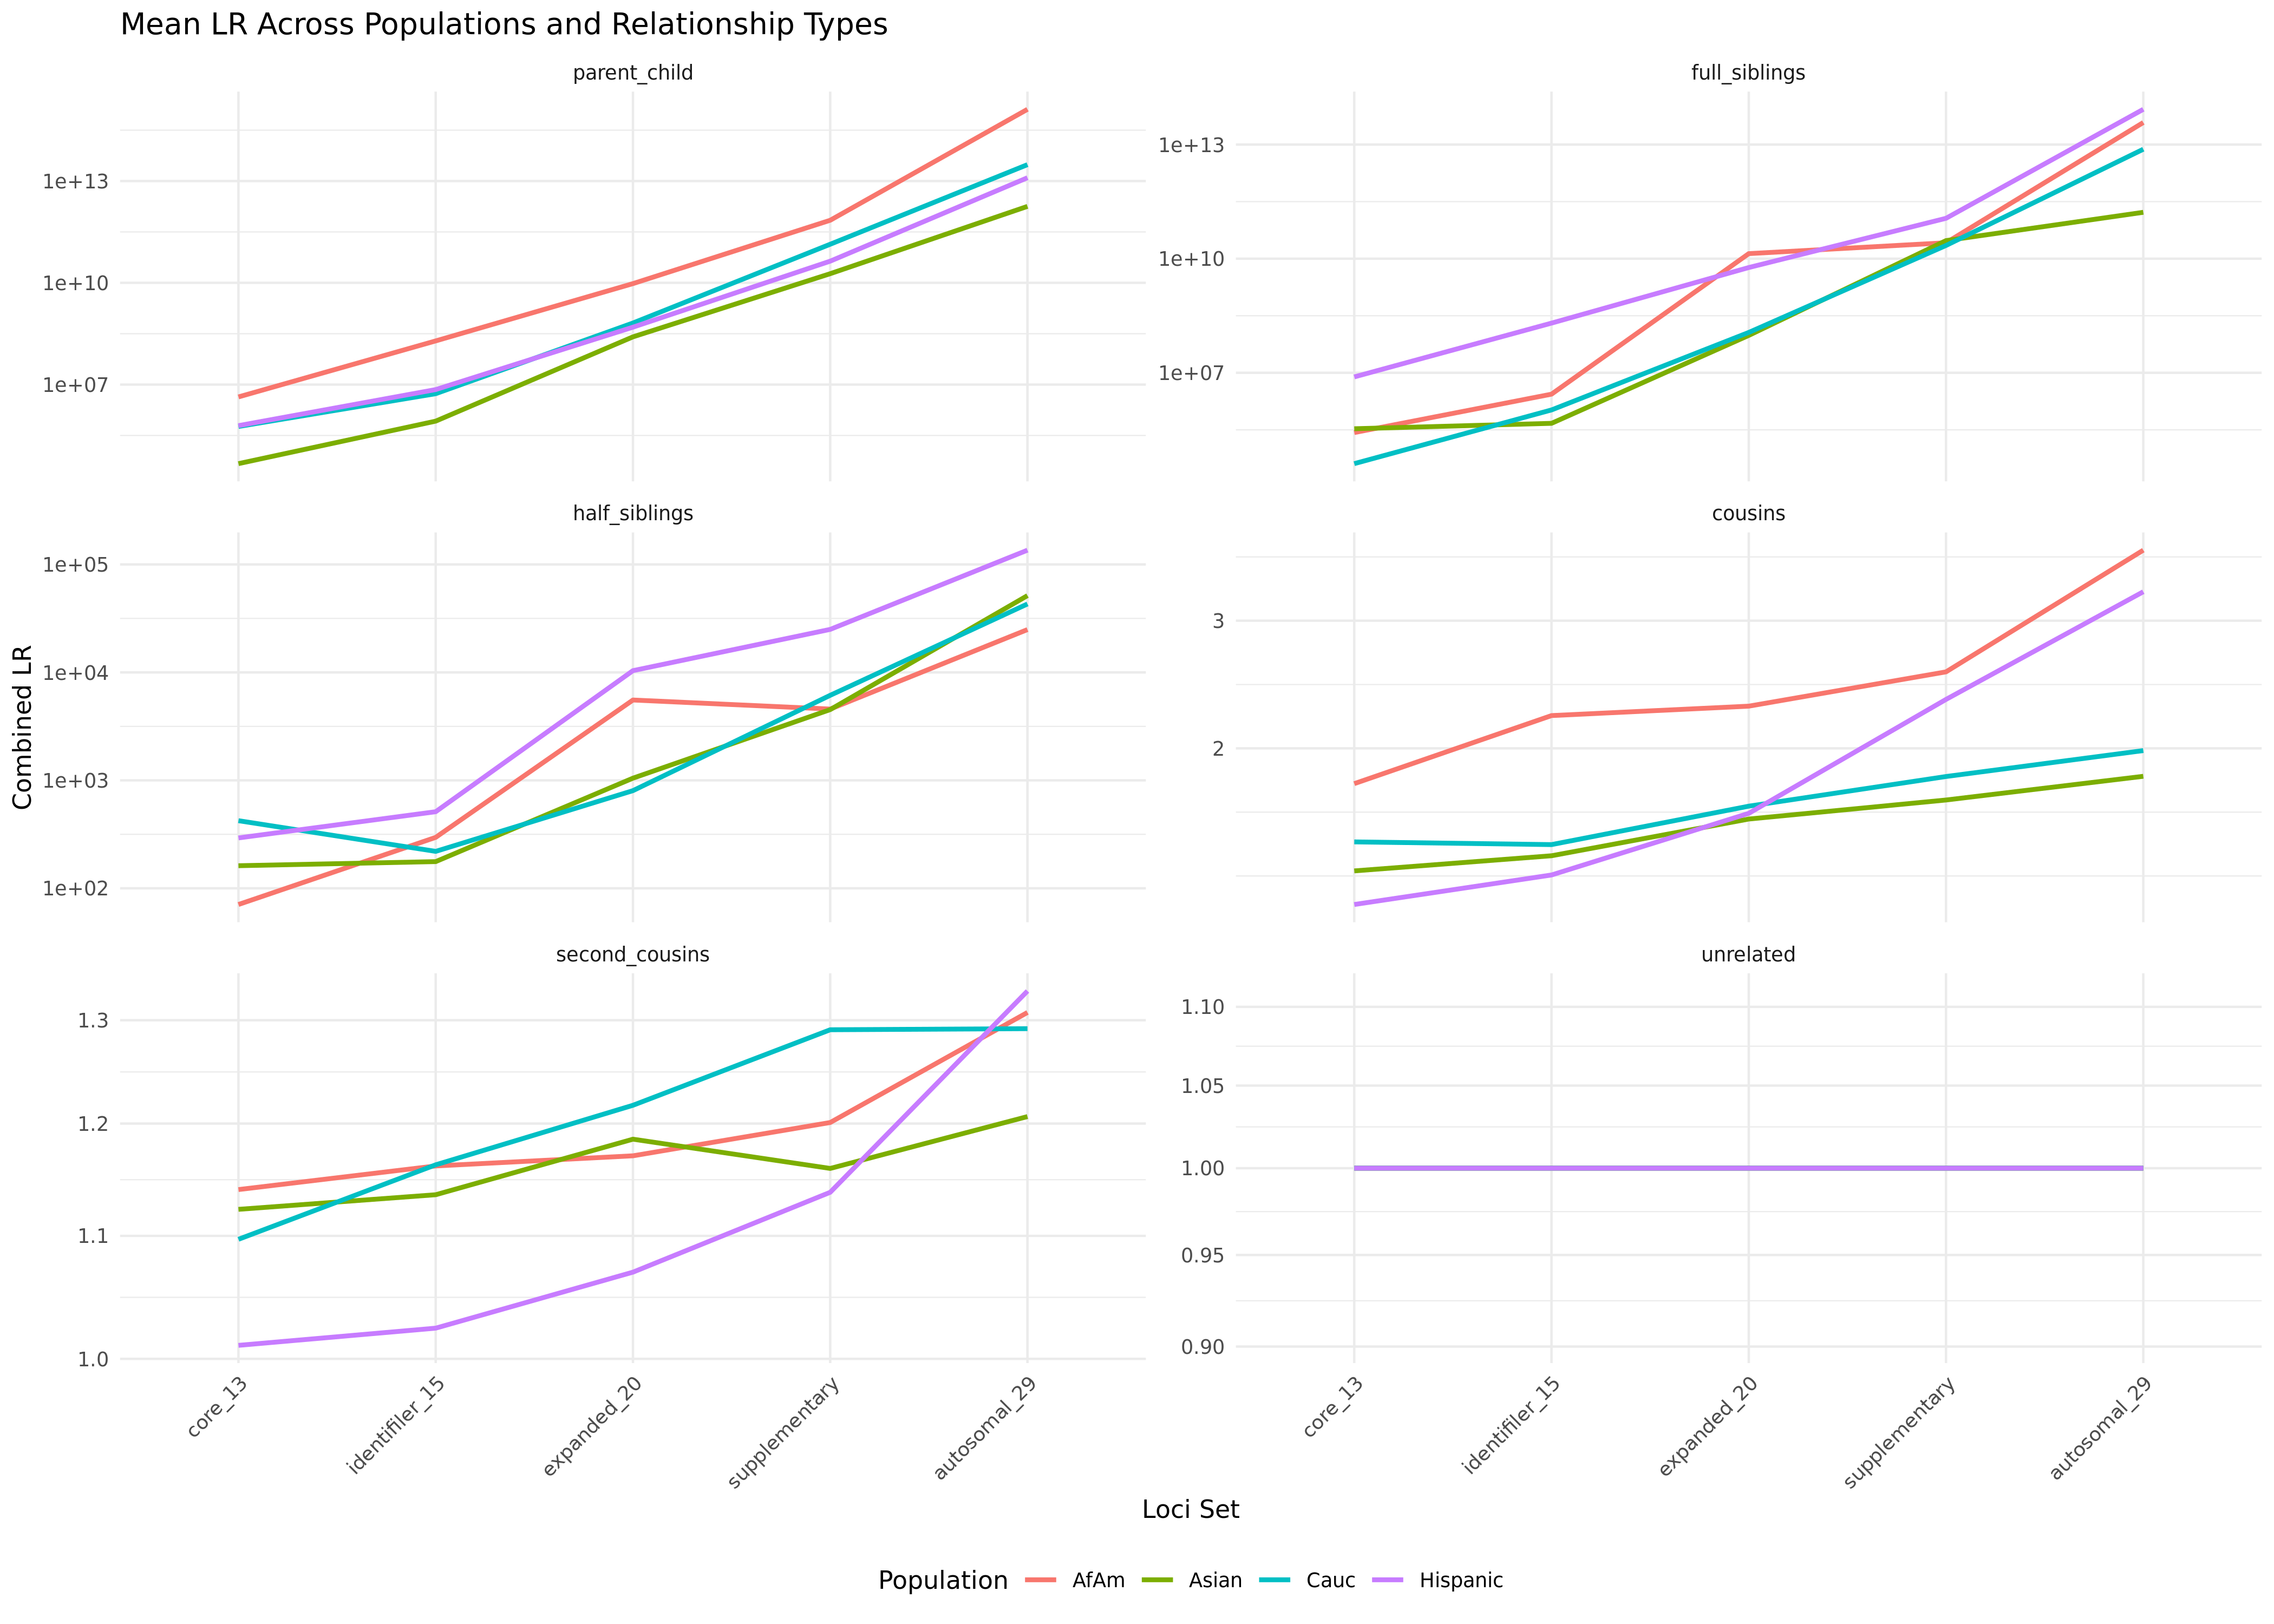 Mean LR Across Populations and Relationship Types
parent_child
1e+13
1e+10
1e+07
full_siblings
1e+13
1e+10
1e+07
half_siblings
1e+05
1e+04
1e+03
1e+02
cousins
3
2
second_cousins
1.3
1.2
1.1
1.0
unrelated
1.10
1.05
1.00
0.95
0.90
Combined LR
core_13
identifiler_15
expanded_20
supplementary
autosomal_29
core_13
identifiler_15
expanded_20
supplementary
autosomal_29
Loci Set
Population AfAm Asian Cauc Hispanic